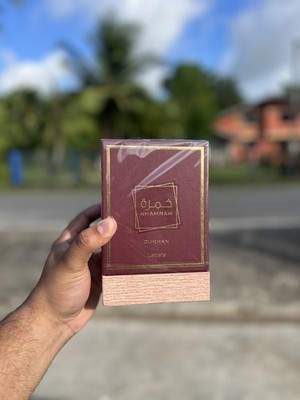 خمرة
KHAMRAH
DUKHAN
Lattafa